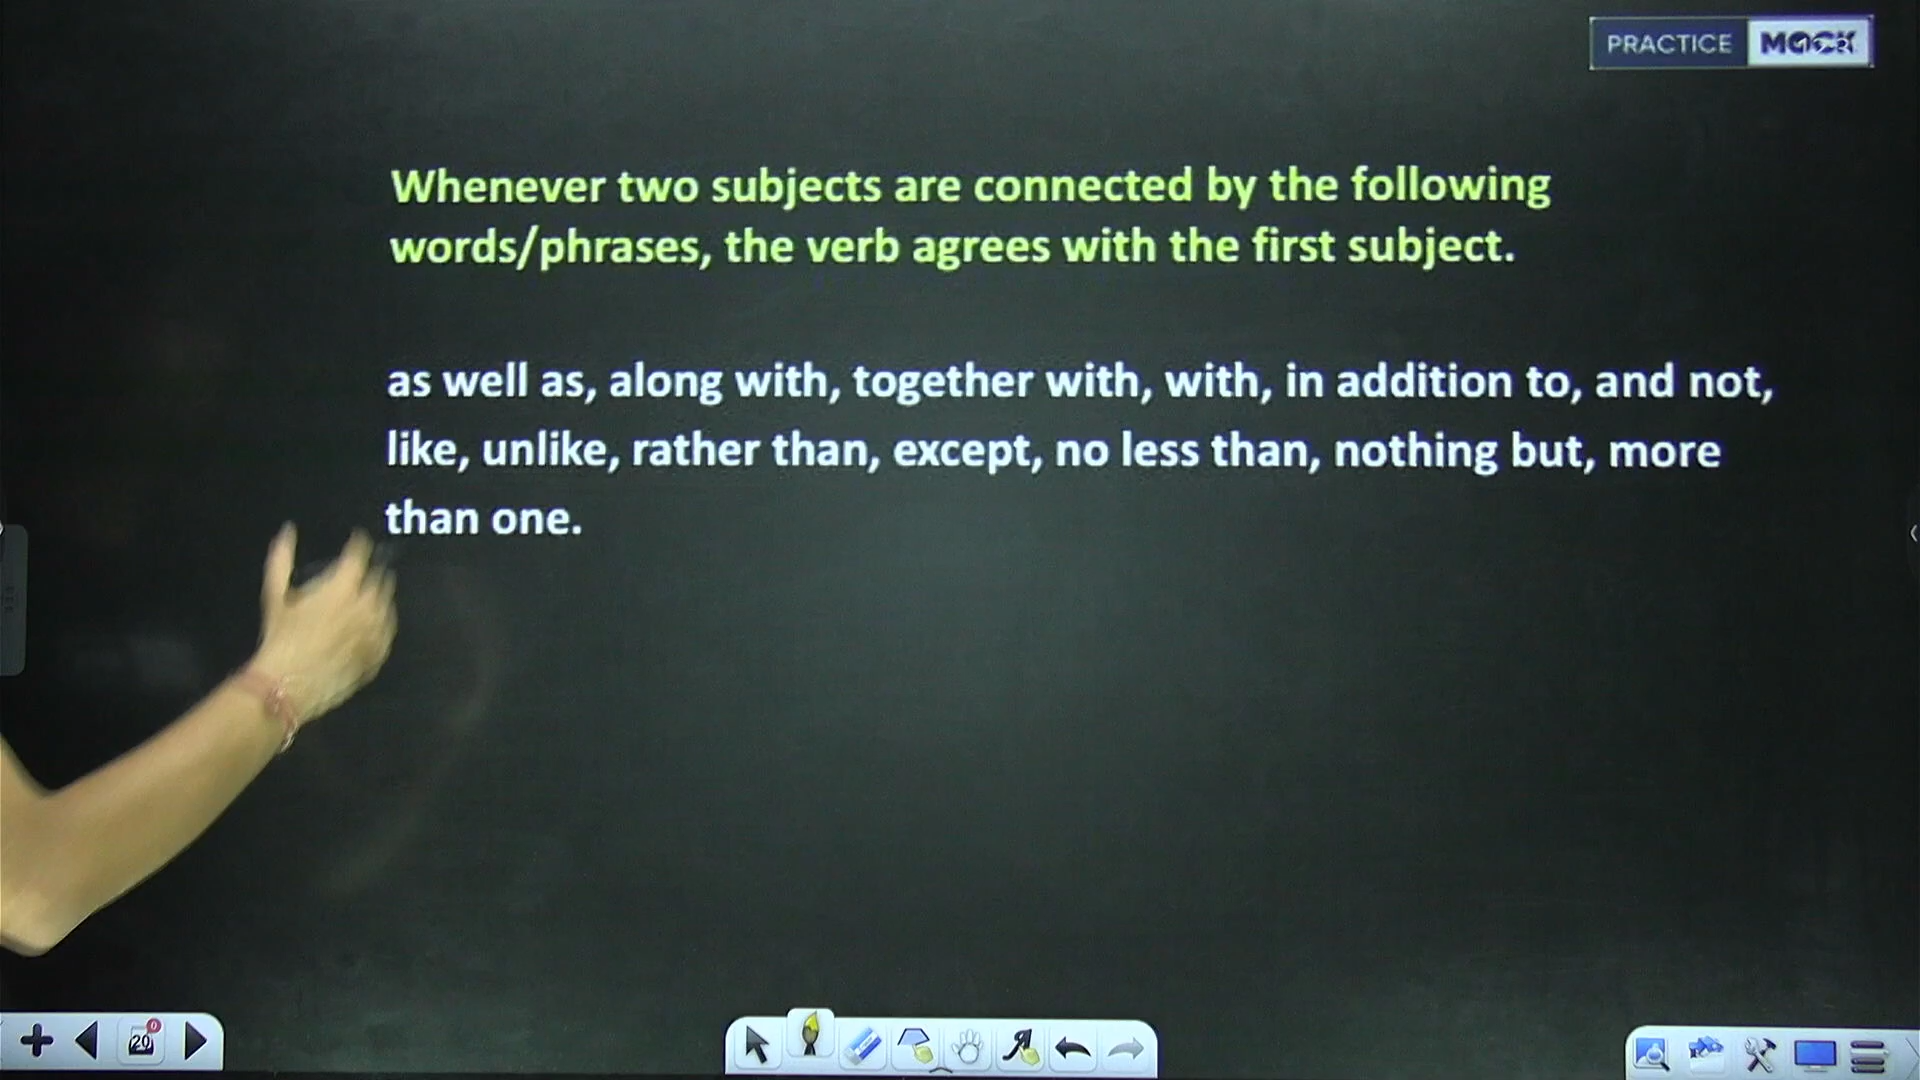 PRACTICE MOCK
Whenever two subjects are connected by the following
words/phrases, the verb agrees with the first subject.
as well as, along with, together with, with, in addition to, and not,
like, unlike, rather than, except, no less than, nothing but, more
than one.
20
0